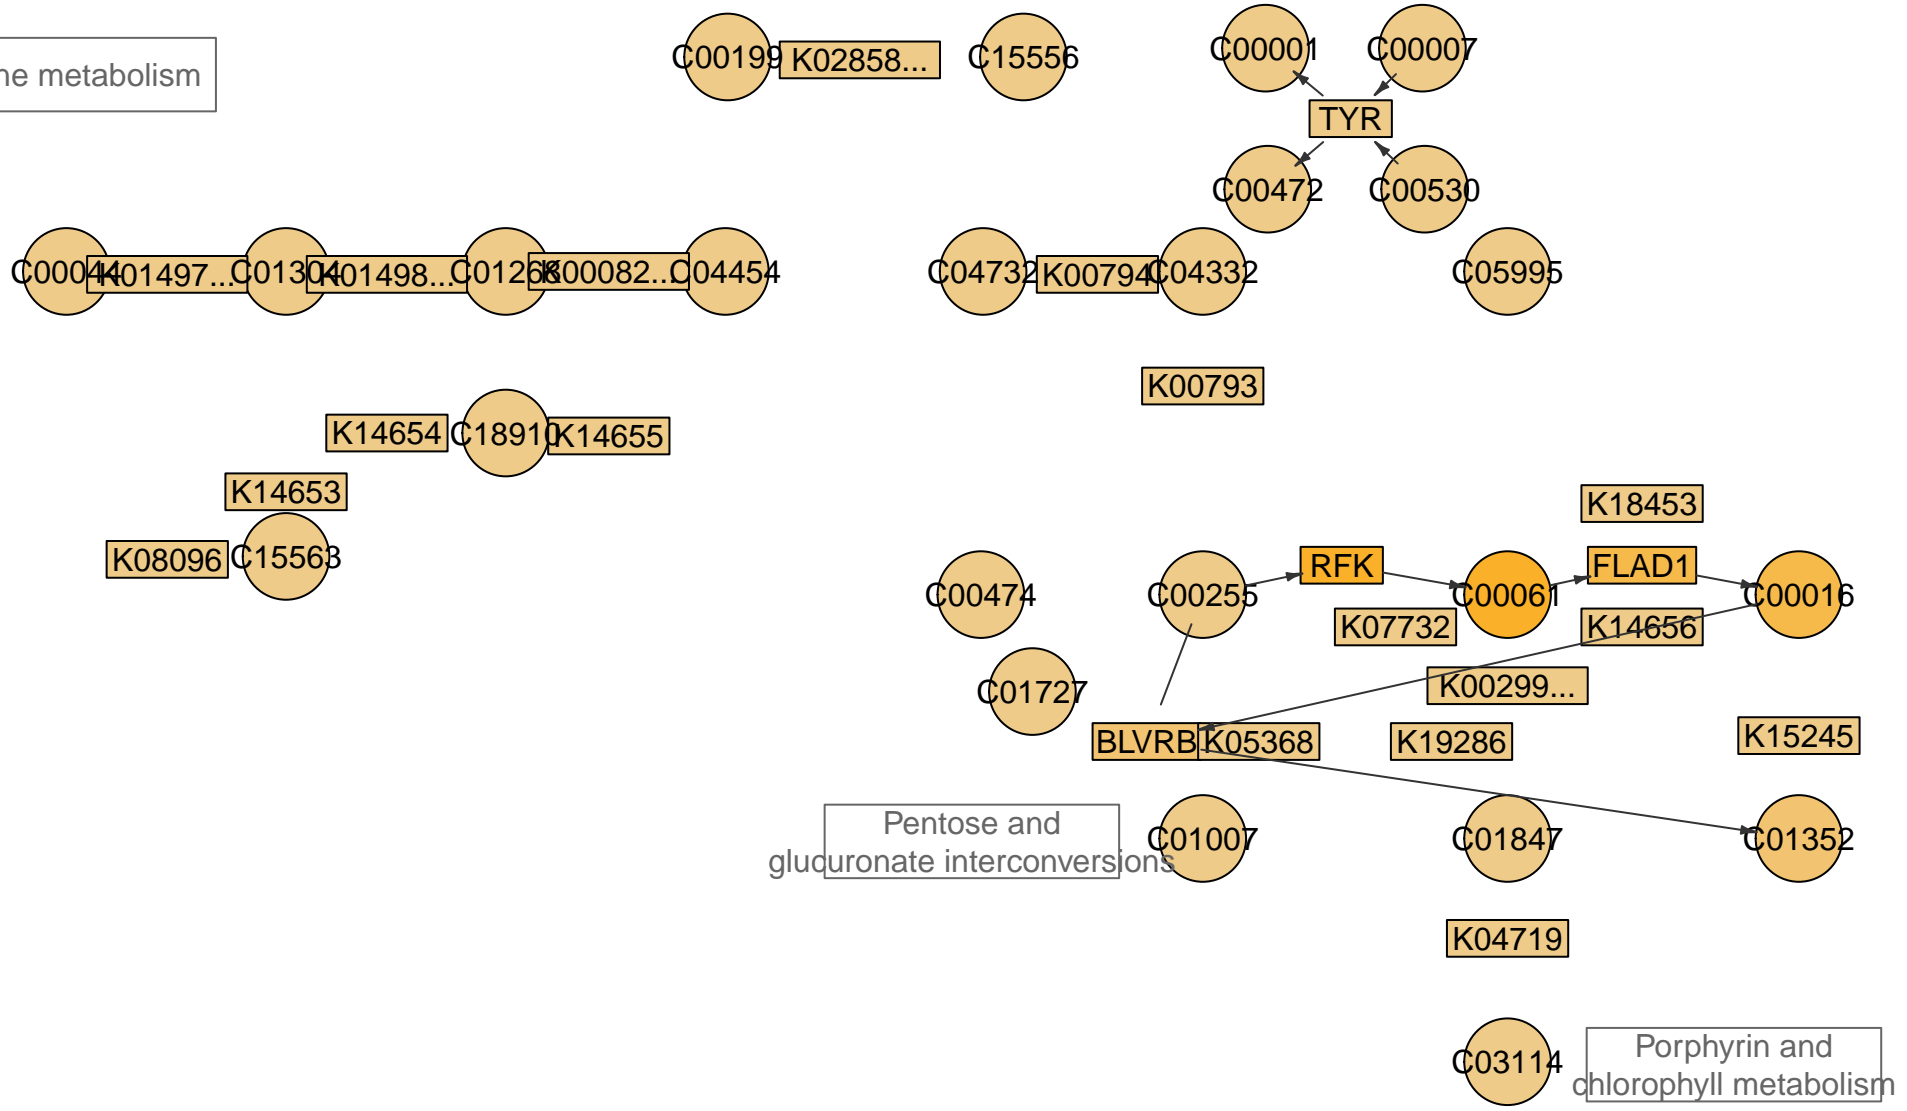 C00199
K02858...
C15556
C00001
C00007
ne metabolism
TYR
C00472
C00530
C00044
K01497...
C01304
K01498...
C01268
K00082...
C04454
C04732
K00794
C04332
C05995
K00793
K14654
C18910
K14655
K14653
K08096
C15563
K18453
C00474
C00255
RFK
C00061
FLAD1
C00016
K07732
K14656
C01727
K00299...
BLVRB
K05368
K19286
K15245
Pentose and
glucuronate interconversions
C01007
C01847
C01352
K04719
C03114
Porphyrin and
chlorophyll metabolism